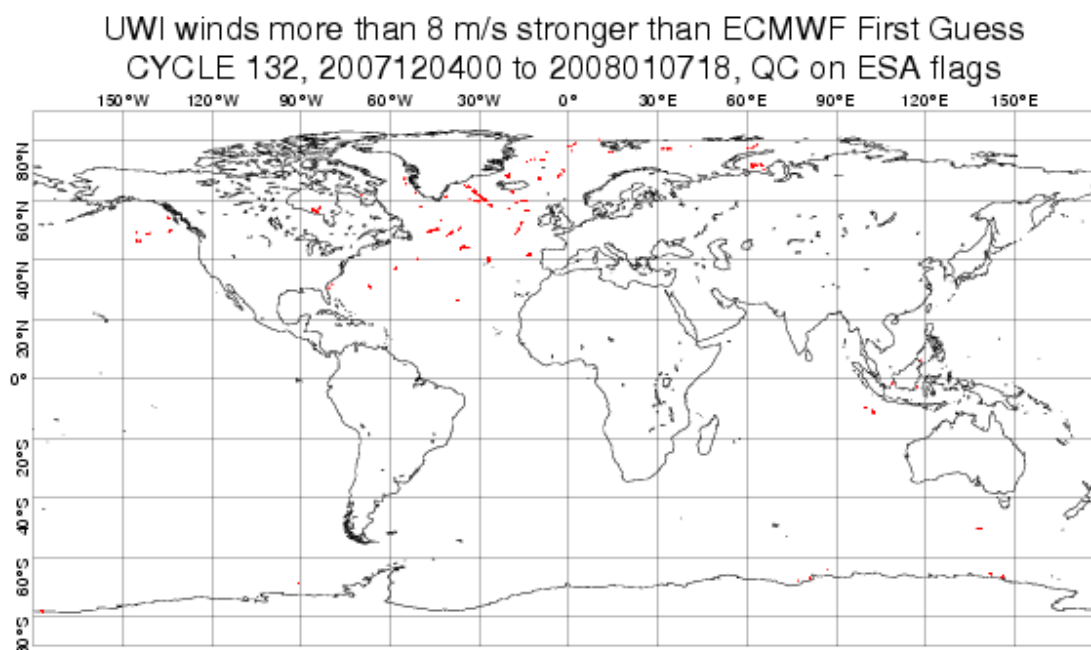 UWI winds more than 8 m/s stronger than ECMWF First Guess
CYCLE 132, 2007120400 to 2008010718, QC on ESA flags
150°W 120°W 90°W 60°W 30°W 0° 30°E 60°E 90°E 120°E 150°E
80°N
60°N
40°N
20°N
0°
20°S
40°S
60°S